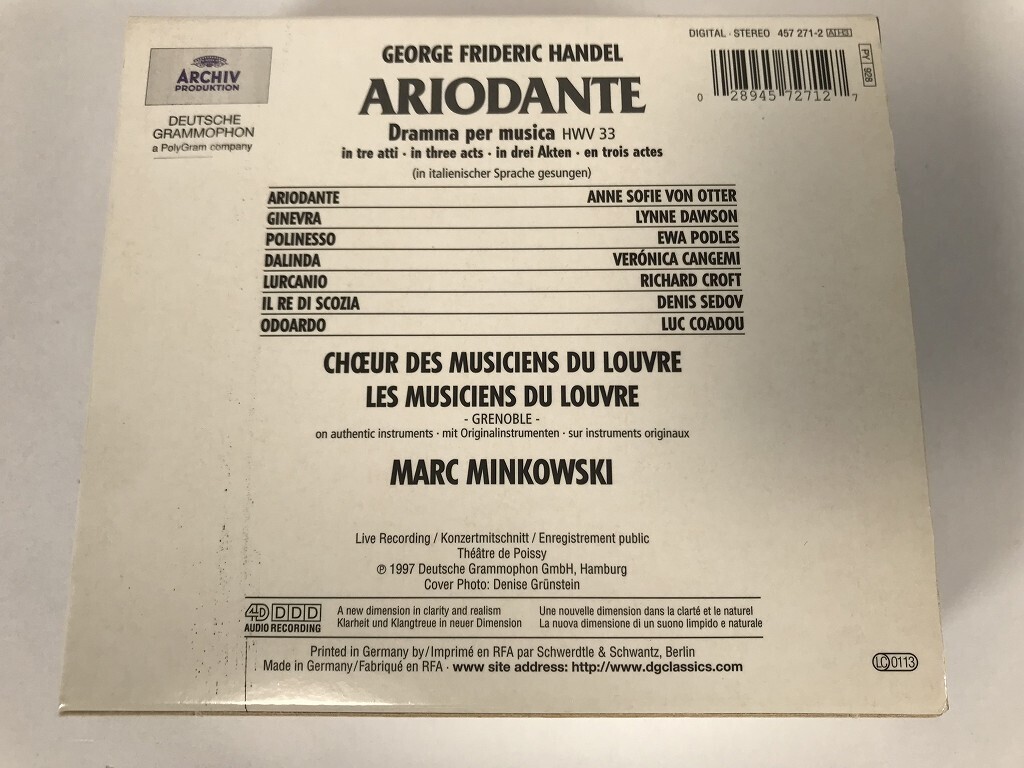 ARCHIV
PRODUKTION
DEUTSCHE
GRAMMOPHON
a PolyGram company
GEORGE FRIDERIC HANDEL
ARIODANTE
Dramma per musica HWV 33
in tre atti · in three acts · in drei Akten · en trois actes
(in italienischer Sprache gesungen)
DIGITAL · STEREO 457 271-2 AH3
PY 928
0 28945 72712 7
ARIODANTE ANNE SOFIE VON OTTER
GINEVRA LYNNE DAWSON
POLINESSO EWA PODLES
DALINDA VERÓNICA CANGEMI
LURCANIO RICHARD CROFT
IL RE DI SCOZIA DENIS SEDOV
ODOARDO LUC COADOU
CHŒUR DES MUSICIENS DU LOUVRE
LES MUSICIENS DU LOUVRE
- GRENOBLE -
on authentic instruments · mit Originalinstrumenten · sur instruments originaux
MARC MINKOWSKI
Live Recording / Konzertmitschnitt / Enregistrement public
Théâtre de Poissy
℗ 1997 Deutsche Grammophon GmbH, Hamburg
Cover Photo: Denise Grünstein
4D DDD
AUDIO RECORDING
A new dimension in clarity and realism
Klarheit und Klangtreue in neuer Dimension
Une nouvelle dimension dans la clarté et le naturel
La nuova dimensione di un suono limpido e naturale
Printed in Germany by/Imprimé en RFA par Schwerdtle & Schwantz, Berlin
Made in Germany/Fabriqué en RFA · www site address: http://www.dgclassics.com
LC 0113